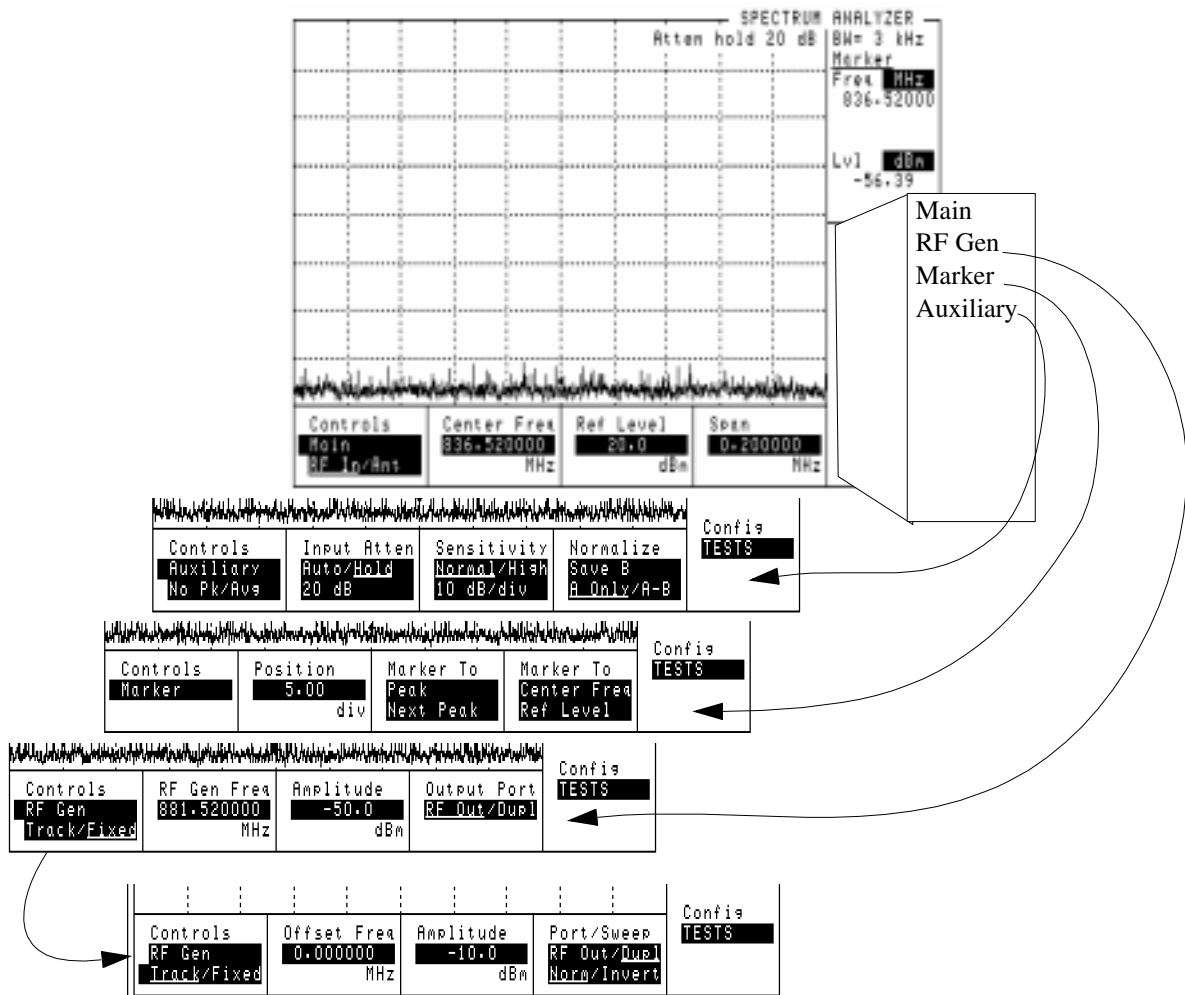 SPECTRUM ANALYZER
Atten hold 20 dB
BW= 3 kHz
Marker
Freq MHz
836.52000
Lvl dBm
-56.39
Main
RF Gen
Marker
Auxiliary
Controls
Main
RF In/Ant
Center Freq
836.520000
MHz
Ref Level
20.0
dBm
Span
0.200000
MHz
Controls
Auxiliary
No Pk/Avg
Input Atten
Auto/Hold
20 dB
Sensitivity
Normal/High
10 dB/div
Normalize
Save B
A Only/A-B
Config
TESTS
Controls
Marker
Position
5.00
div
Marker To
Peak
Next Peak
Marker To
Center Freq
Ref Level
Config
TESTS
Controls
RF Gen
Track/Fixed
RF Gen Freq
881.520000
MHz
Amplitude
-50.0
dBm
Output Port
RF Out/Dupl
Config
TESTS
Controls
RF Gen
Track/Fixed
Offset Freq
0.000000
MHz
Amplitude
-10.0
dBm
Port/Sweep
RF Out/Dupl
Norm/Invert
Config
TESTS